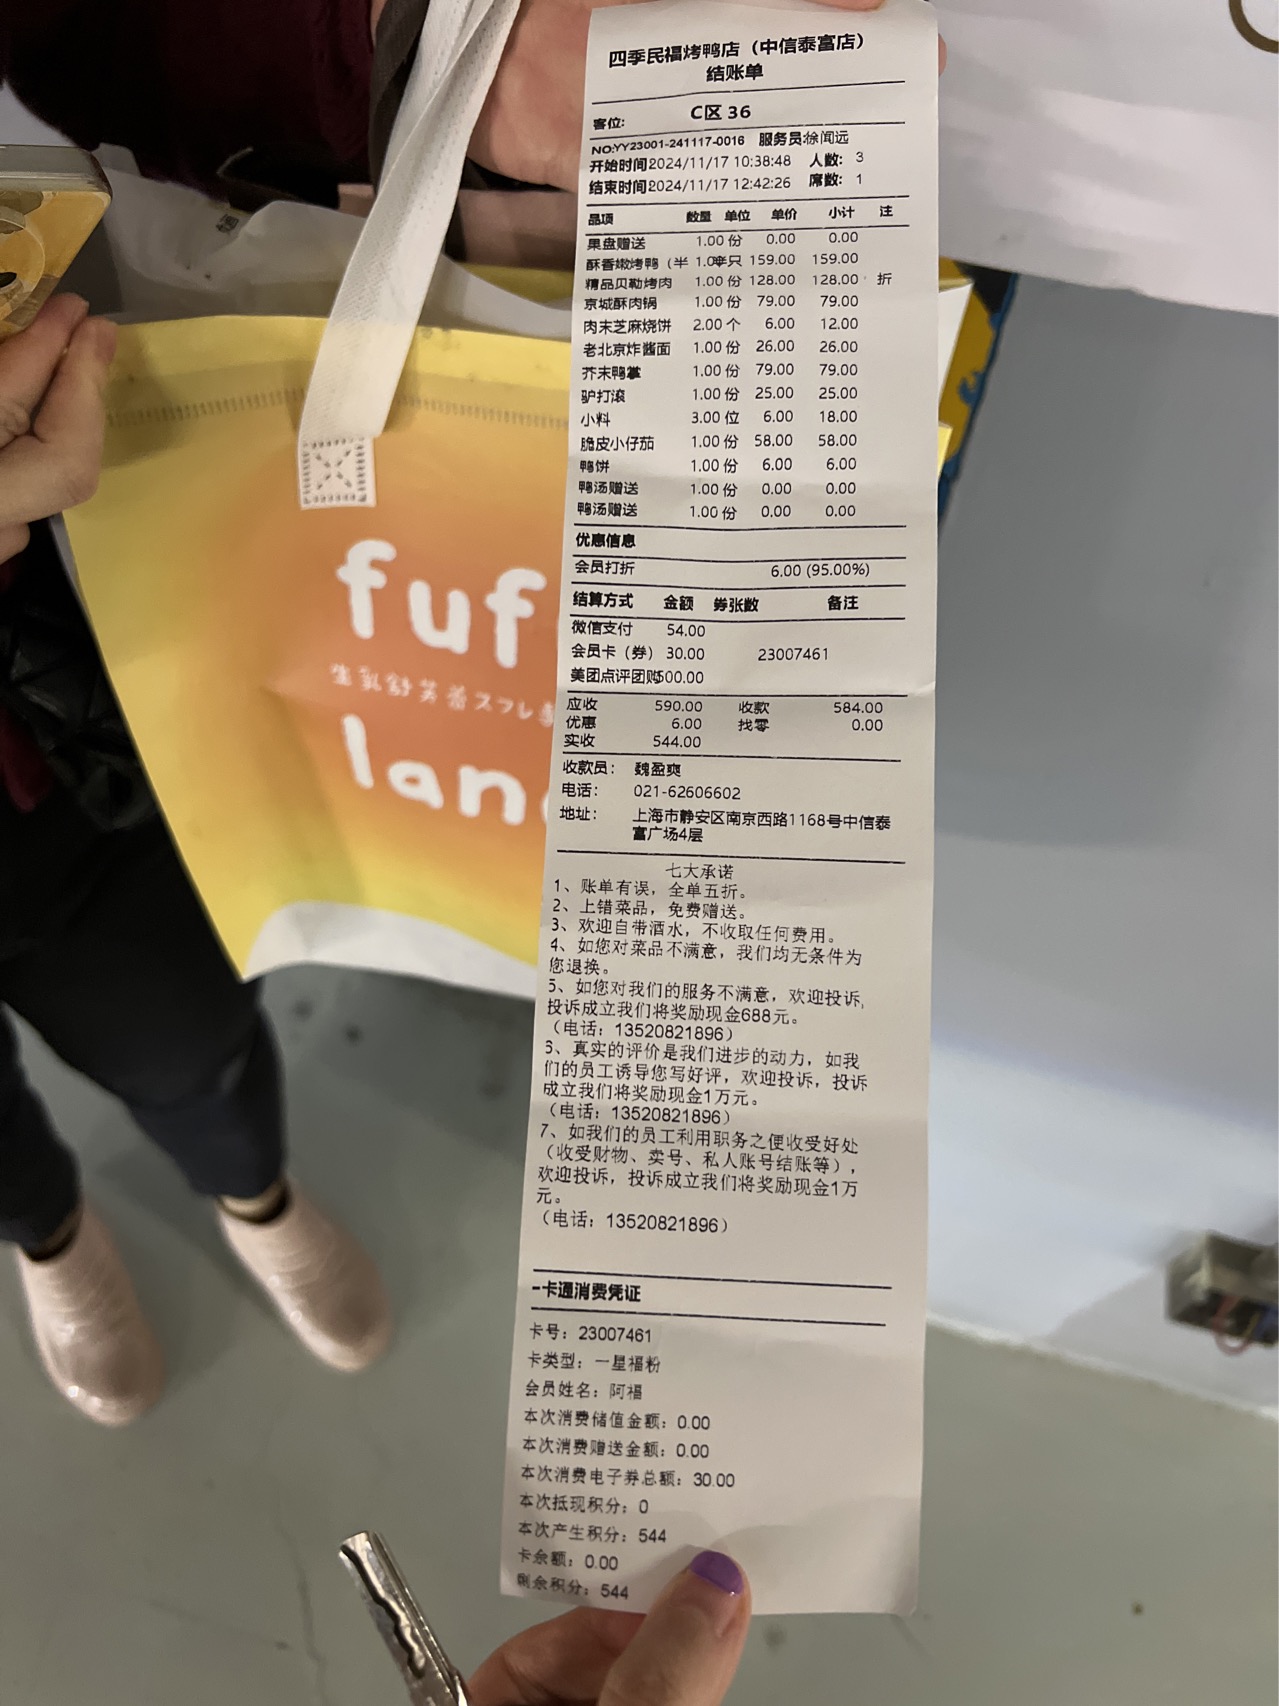 四季民福烤鸭店（中信泰富店）
结账单
客位： C区 36
NO:YY23001-241117-0016 服务员:徐闻远
开始时间2024/11/17 10:38:48 人数： 3
结束时间2024/11/17 12:42:26 席数： 1
品项 数量 单位 单价 小计 注
果盘赠送 1.00 份 0.00 0.00
酥香嫩烤鸭（半 1.0 只 159.00 159.00
精品贝勒烤肉 1.00 份 128.00 128.00 折
京城酥肉锅 1.00 份 79.00 79.00
肉末芝麻烧饼 2.00 个 6.00 12.00
老北京炸酱面 1.00 份 26.00 26.00
芥末鸭掌 1.00 份 79.00 79.00
驴打滚 1.00 份 25.00 25.00
小料 3.00 位 6.00 18.00
脆皮小仔茄 1.00 份 58.00 58.00
鸭饼 1.00 份 6.00 6.00
鸭汤赠送 1.00 份 0.00 0.00
鸭汤赠送 1.00 份 0.00 0.00
优惠信息
会员打折 6.00 (95.00%)
结算方式 金额 券张数 备注
微信支付 54.00
会员卡（券） 30.00 23007461
美团点评团购500.00
应收 590.00 收款 584.00
优惠 6.00 找零 0.00
实收 544.00
收款员： 魏盈爽
电话： 021-62606602
地址： 上海市静安区南京西路1168号中信泰
富广场4层
七大承诺
1、账单有误，全单五折。
2、上错菜品，免费赠送。
3、欢迎自带酒水，不收取任何费用。
4、如您对菜品不满意，我们均无条件为
您退换。
5、如您对我们的服务不满意，欢迎投诉，
投诉成立我们将奖励现金688元。
（电话：13520821896）
6、真实的评价是我们进步的动力，如我
们的员工诱导您写好评，欢迎投诉，投诉
成立我们将奖励现金1万元。
（电话：13520821896）
7、如我们的员工利用职务之便收受好处
（收受财物、卖号、私人账号结账等），
欢迎投诉，投诉成立我们将奖励现金1万
元。
（电话：13520821896）
一卡通消费凭证
卡号：23007461
卡类型：一星福粉
会员姓名：阿福
本次消费储值金额：0.00
本次消费赠送金额：0.00
本次消费电子券总额：30.00
本次抵现积分：0
本次产生积分：544
卡余额：0.00
剩余积分：544
fuf
生乳舒芙蕾スフレ
lan